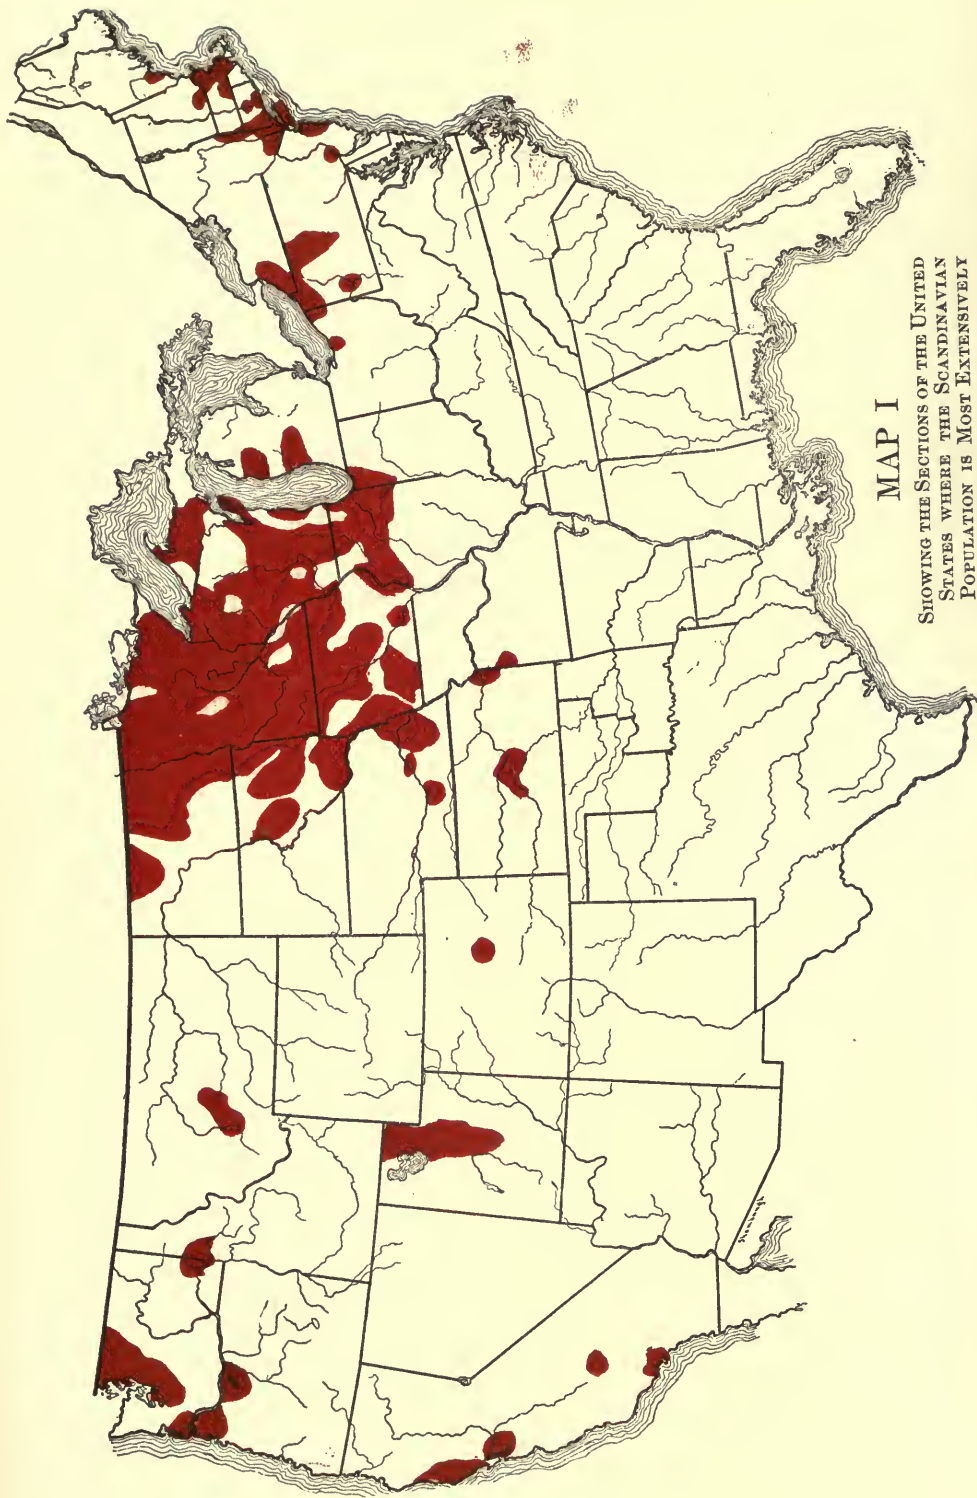 MAP I
SHOWING THE SECTIONS OF THE UNITED
STATES WHERE THE SCANDINAVIAN
POPULATION IS MOST EXTENSIVELY